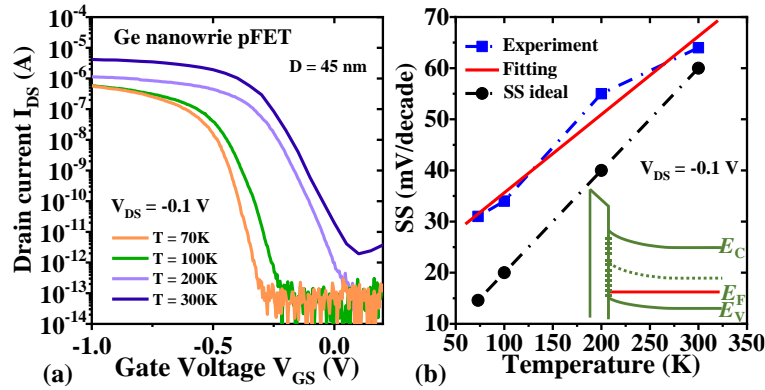 Ge nanowrie pFET
D = 45 nm
V_DS = -0.1 V
T = 70K
T = 100K
T = 200K
T = 300K
Drain current I_DS (A)
10^-4
10^-5
10^-6
10^-7
10^-8
10^-9
10^-10
10^-11
10^-12
10^-13
10^-14
-1.0
-0.5
0.0
(a)
Gate Voltage V_GS (V)
Experiment
Fitting
SS ideal
V_DS = -0.1 V
E_C
E_F
E_V
SS (mV/decade)
70
60
50
40
30
20
10
50
100
150
200
250
300
350
(b)
Temperature (K)